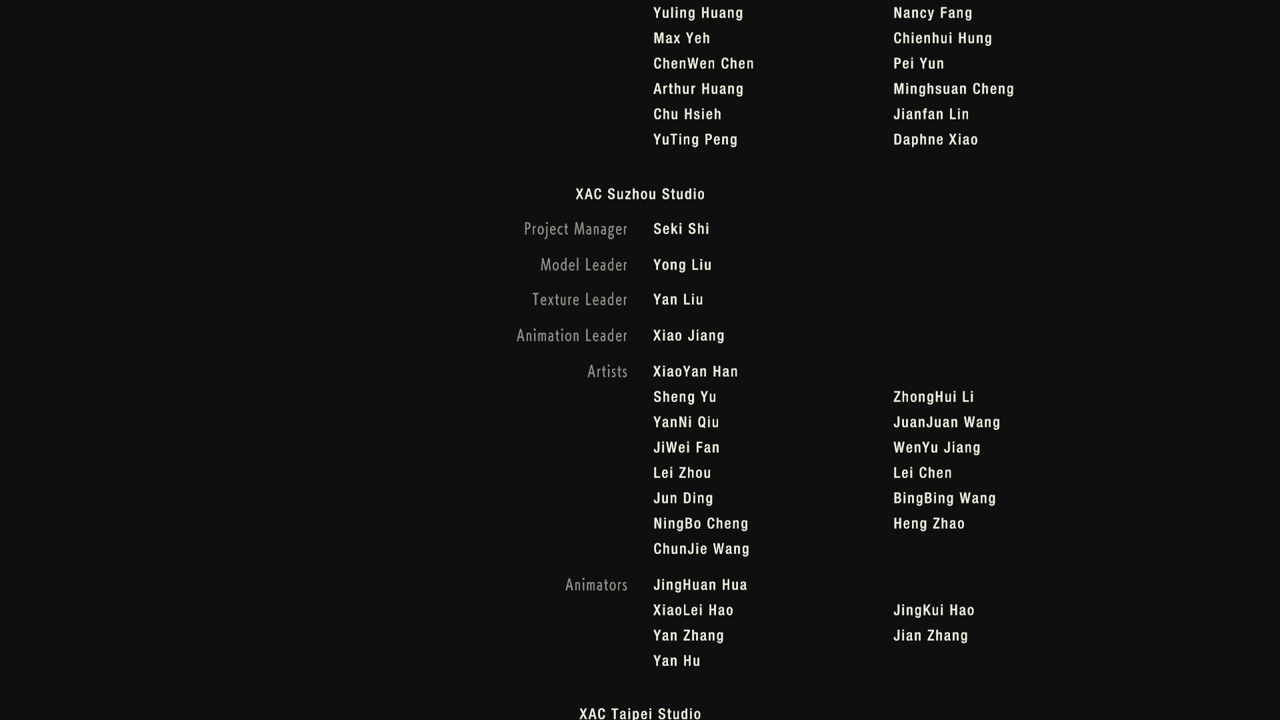 Yuling Huang Nancy Fang
Max Yeh Chienhui Hung
ChenWen Chen Pei Yun
Arthur Huang Minghsuan Cheng
Chu Hsieh Jianfan Lin
YuTing Peng Daphne Xiao
XAC Suzhou Studio
Project Manager Seki Shi
Model Leader Yong Liu
Texture Leader Yan Liu
Animation Leader Xiao Jiang
Artists XiaoYan Han
Sheng Yu ZhongHui Li
YanNi Qiu JuanJuan Wang
JiWei Fan WenYu Jiang
Lei Zhou Lei Chen
Jun Ding BingBing Wang
NingBo Cheng Heng Zhao
ChunJie Wang
Animators JingHuan Hua
XiaoLei Hao JingKui Hao
Yan Zhang Jian Zhang
Yan Hu
XAC Taipei Studio